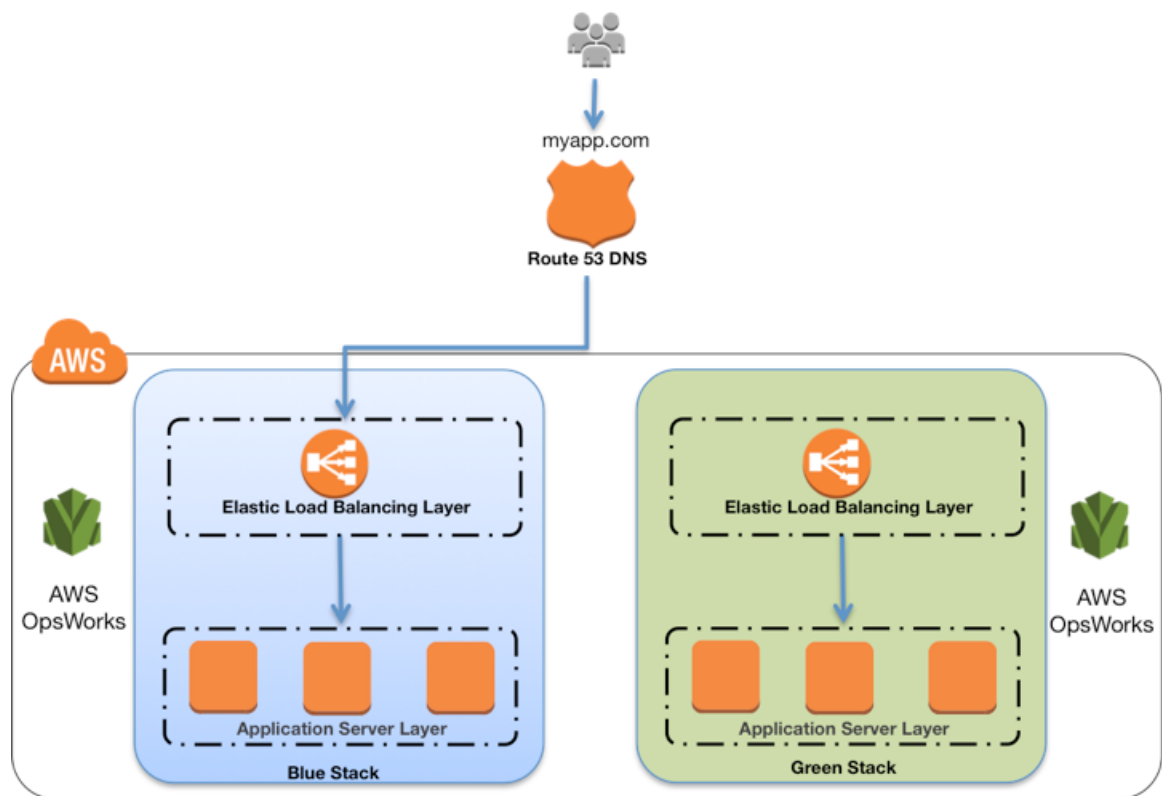 myapp.com
Route 53 DNS
AWS
Elastic Load Balancing Layer
Elastic Load Balancing Layer
AWS
OpsWorks
AWS
OpsWorks
Application Server Layer
Application Server Layer
Blue Stack
Green Stack